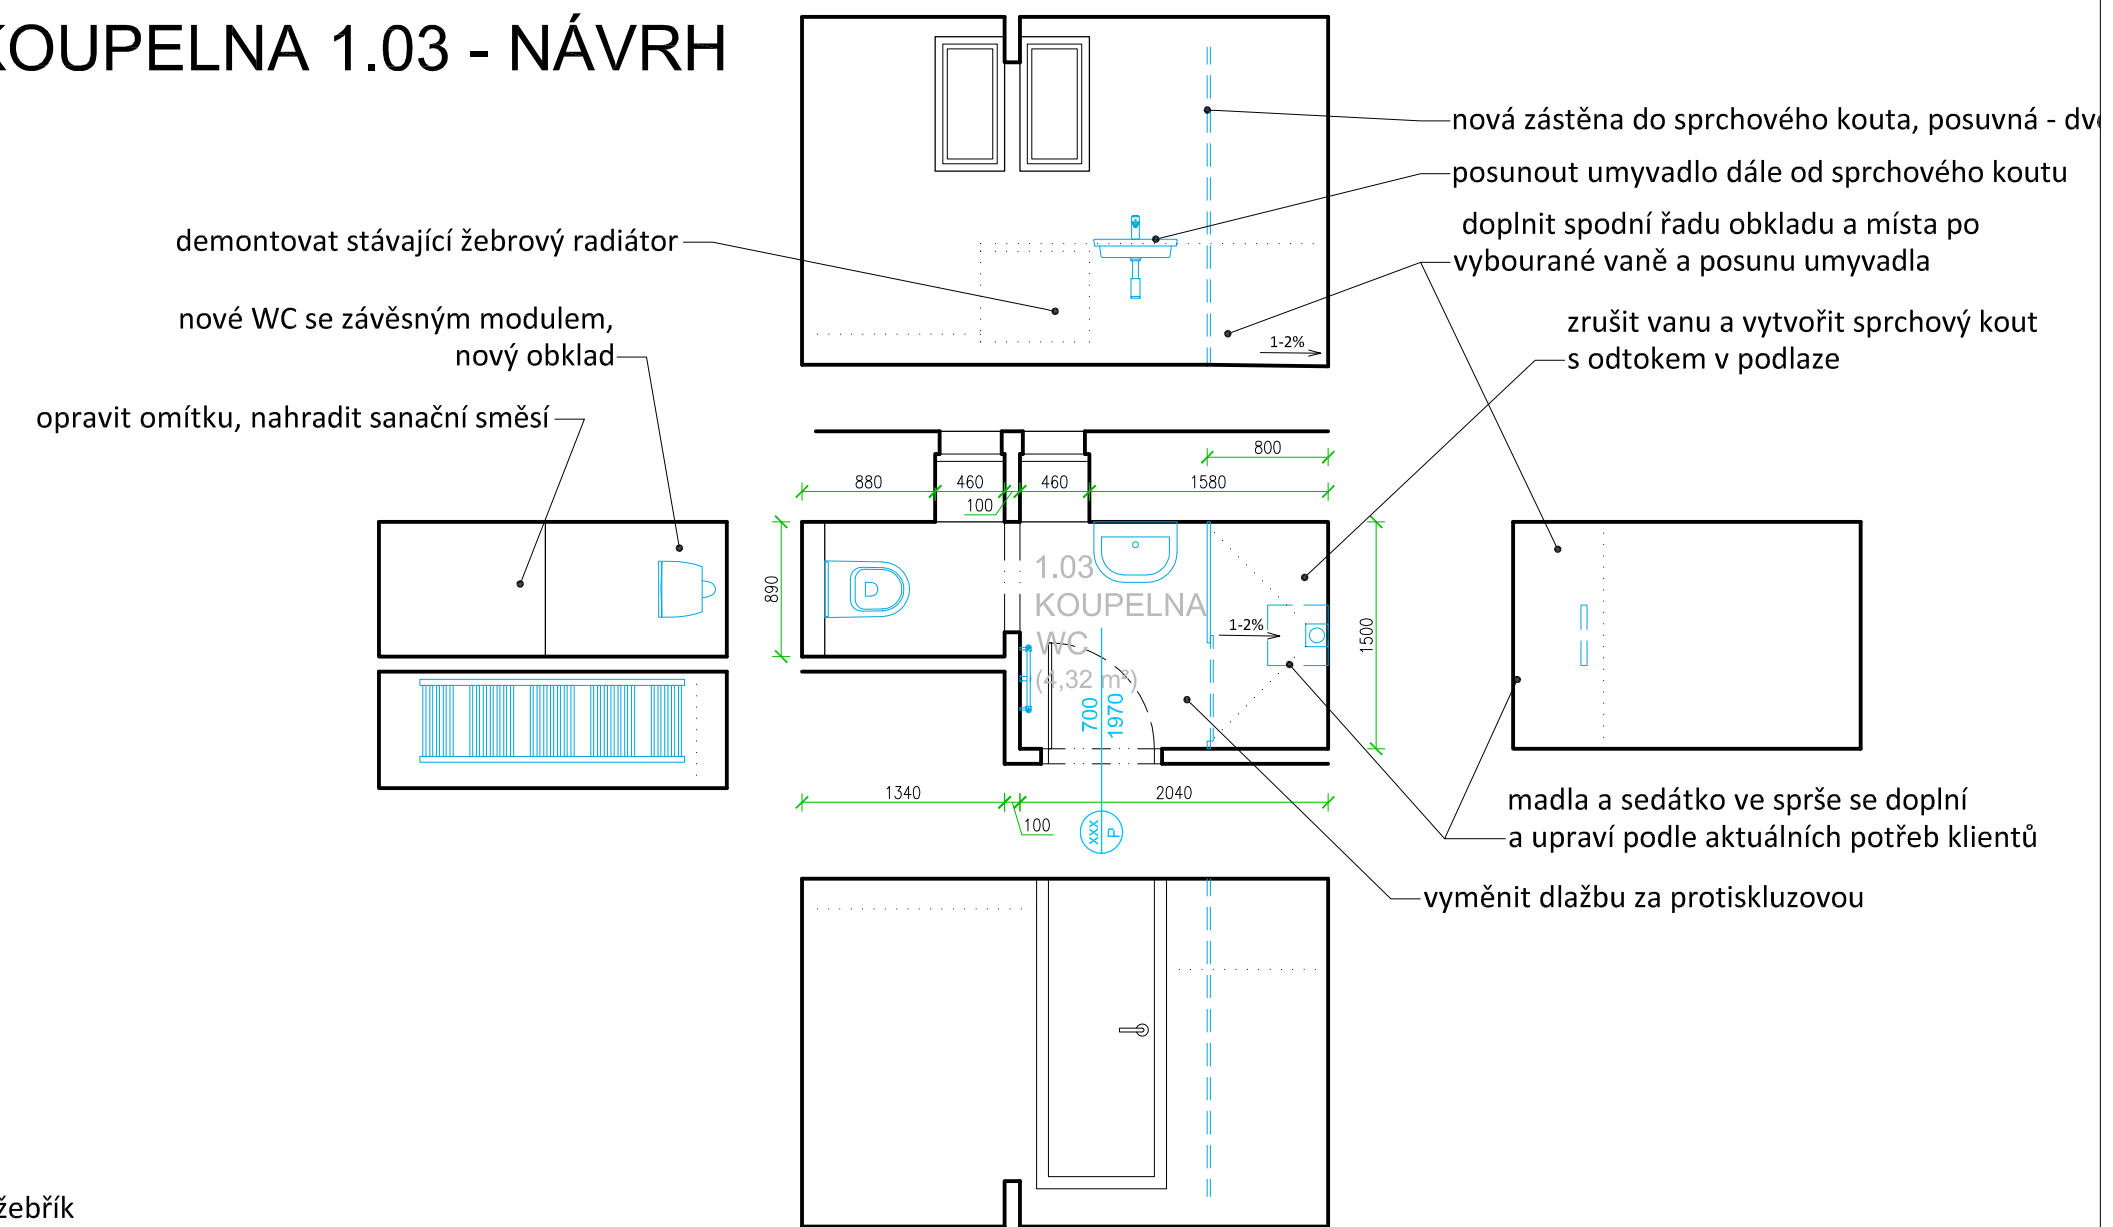 KOUPELNA 1.03 - NÁVRH
nová zástěna do sprchového kouta, posuvná - dve
posunout umyvadlo dále od sprchového koutu
doplnit spodní řadu obkladu a místa po
vybourané vaně a posunu umyvadla
demontovat stávající žebrový radiátor
nové WC se závěsným modulem,
nový obklad
zrušit vanu a vytvořit sprchový kout
s odtokem v podlaze
1-2%
opravit omítku, nahradit sanační směsí
800
880
460
460
1580
100
890
1.03
KOUPELNA
WC
(4,32 m²)
1-2%
1500
700
1970
1340
100
2040
xxx
P
madla a sedátko ve sprše se doplní
a upraví podle aktuálních potřeb klientů
vyměnit dlažbu za protiskluzovou
žebřík